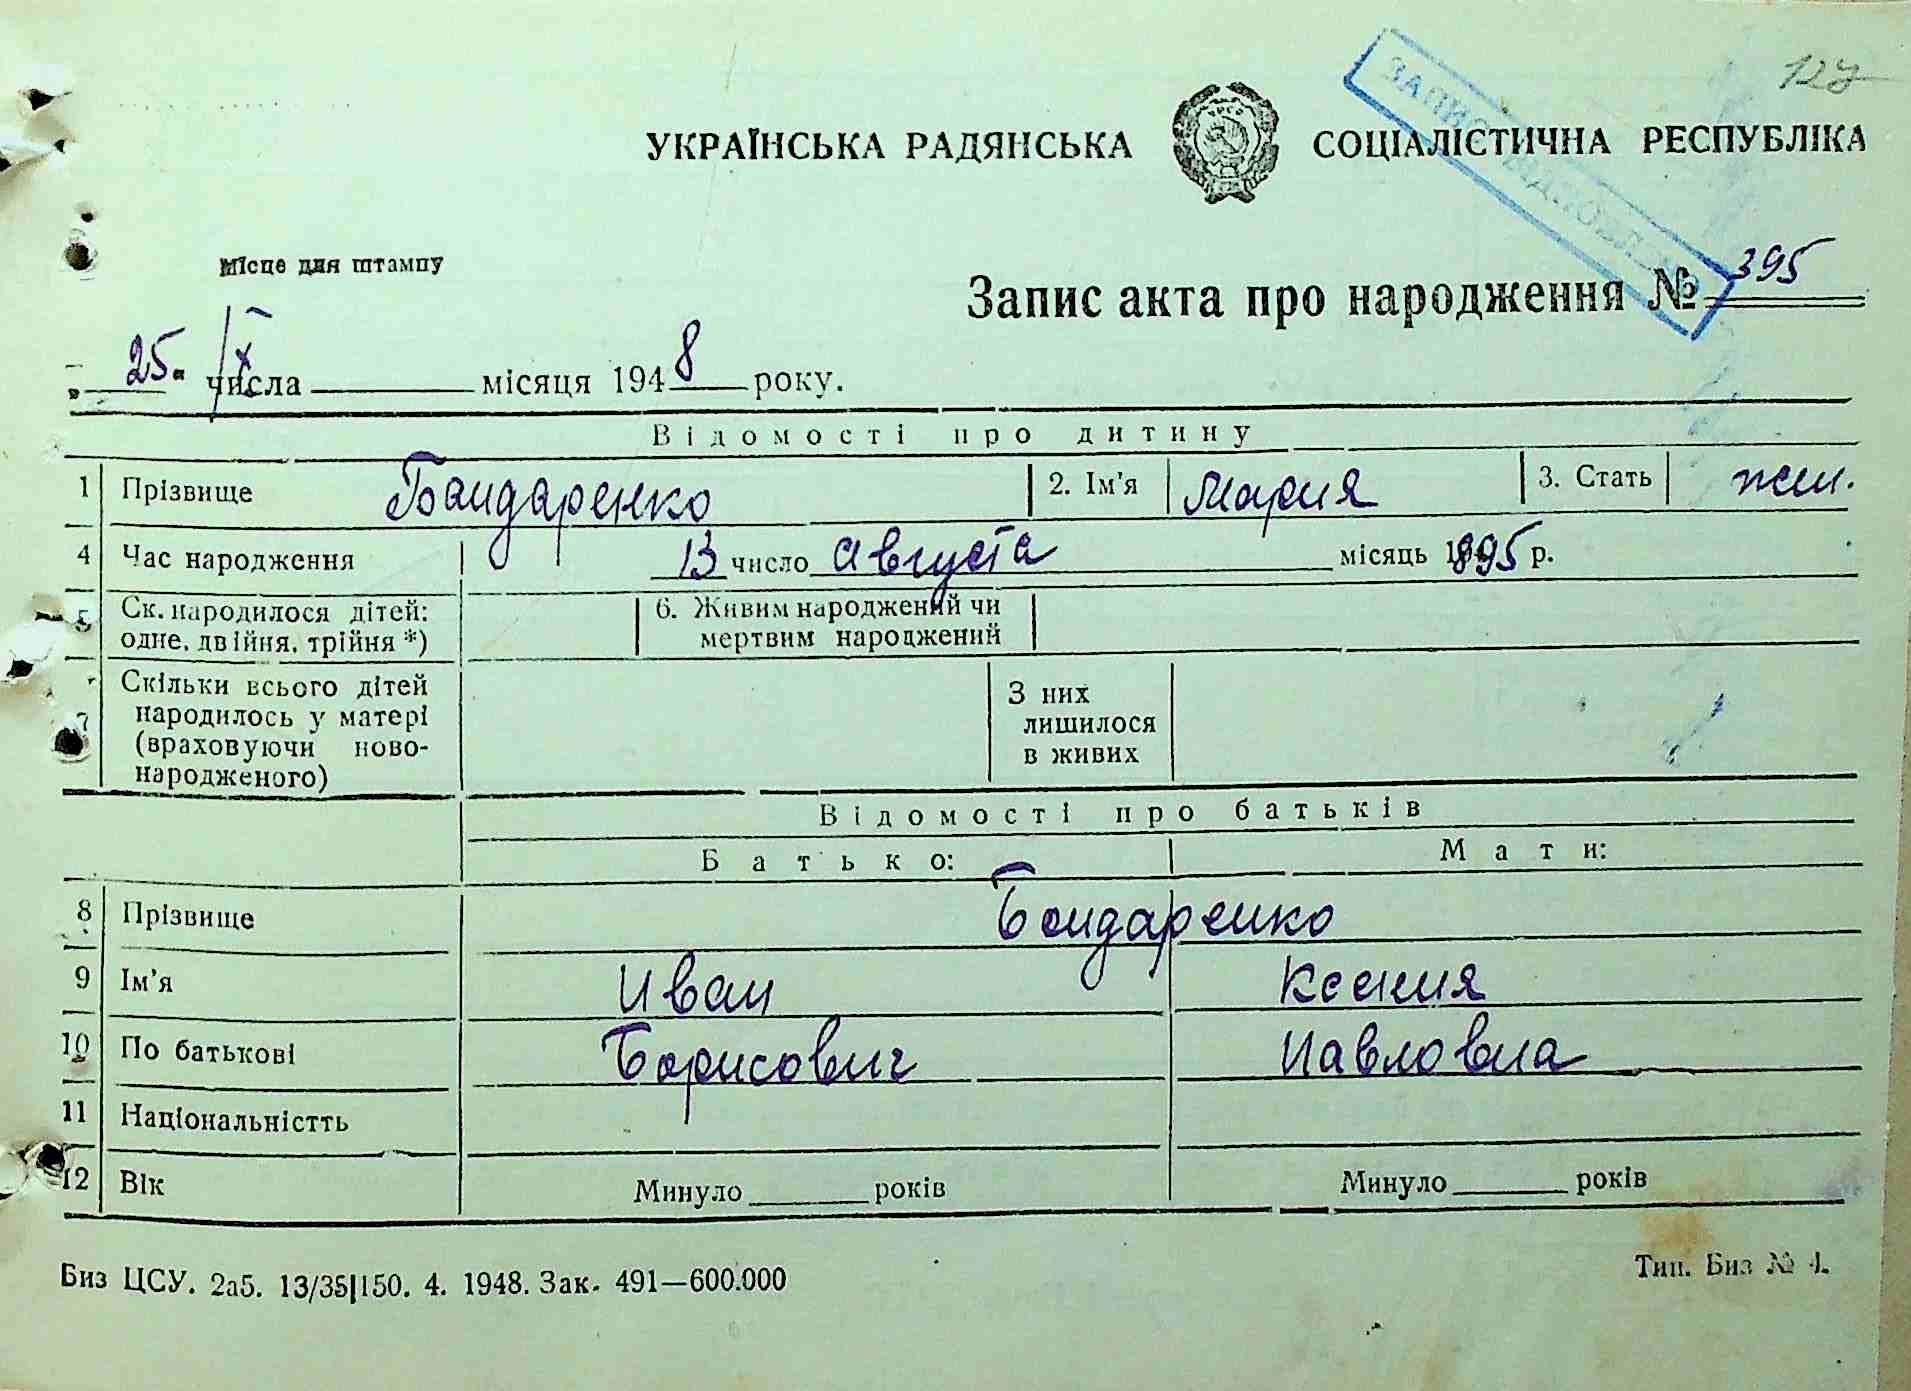 127
ЗАПИС ВІДНОВЛЕНО
УКРАЇНСЬКА РАДЯНСЬКА СОЦІАЛІСТИЧНА РЕСПУБЛІКА
Місце для штампу
Запис акта про народження № 395
„25" числа X місяця 1948 року.
Відомості про дитину
1 Прізвище Бондаренко 2. Ім'я Мария 3. Стать жен.
4 Час народження 13 число Августа місяць 1895 р.
5 Ск. народилося дітей: одне, двійня, трійня *) 6. Живим народжений чи мертвим народжений
7 Скільки всього дітей народилось у матері (враховуючи новонародженого) З них лишилося в живих
Відомості про батьків
Батько: Мати:
8 Прізвище Бондаренко
9 Ім'я Иван Ксения
10 По батькові Борисович Павловна
11 Національністть
12 Вік Минуло років Минуло років
Биз ЦСУ. 2а5. 13/35|150. 4. 1948. Зак. 491—600.000
Тип. Биз № 4.